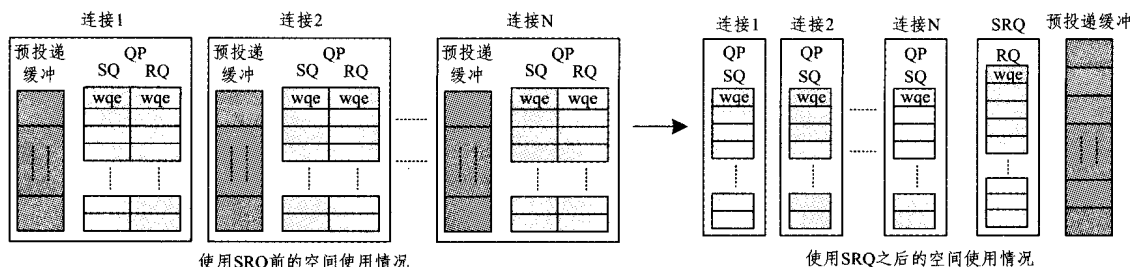 连接1 连接2 连接N 连接1 连接2 连接N SRQ 预投递缓冲
预投递 QP 预投递 QP 预投递 QP QP QP QP RQ
缓冲 SQ RQ 缓冲 SQ RQ 缓冲 SQ RQ SQ SQ SQ wqe
wqe wqe wqe wqe wqe wqe wqe wqe wqe
使用SRQ前的空间使用情况 使用SRQ之后的空间使用情况